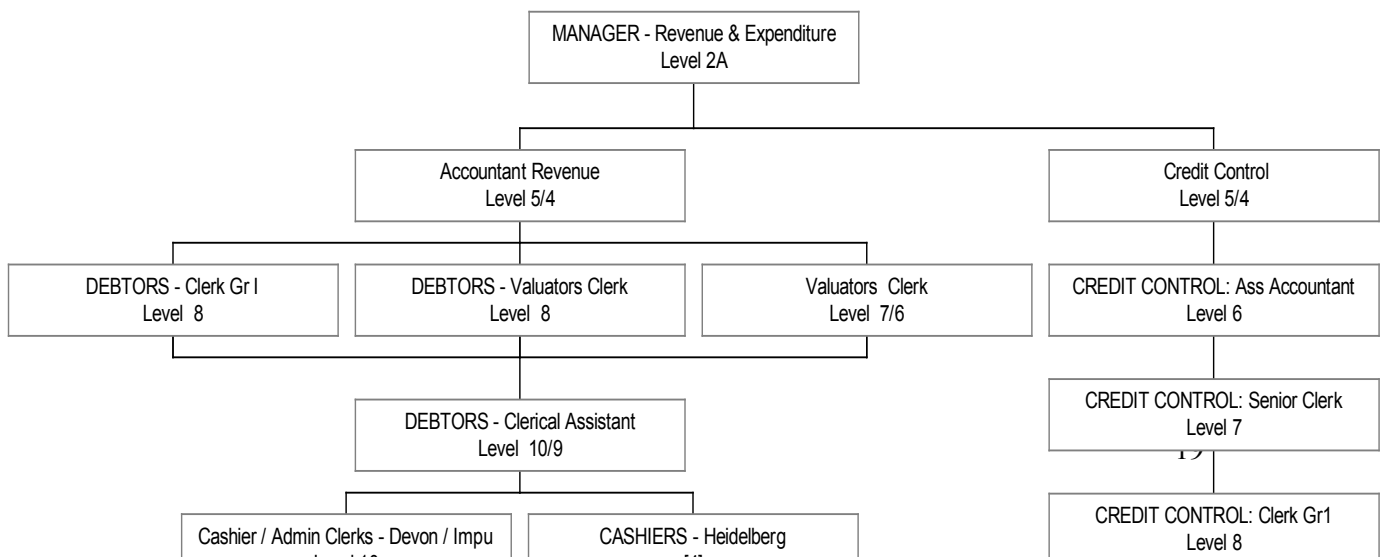 MANAGER - Revenue & Expenditure
Level 2A
Accountant Revenue
Level 5/4
Credit Control
Level 5/4
DEBTORS - Clerk Gr I
Level 8
DEBTORS - Valuators Clerk
Level 8
Valuators Clerk
Level 7/6
CREDIT CONTROL: Ass Accountant
Level 6
DEBTORS - Clerical Assistant
Level 10/9
CREDIT CONTROL: Senior Clerk
Level 7
Cashier / Admin Clerks - Devon / Impu
CASHIERS - Heidelberg
CREDIT CONTROL: Clerk Gr1
Level 8